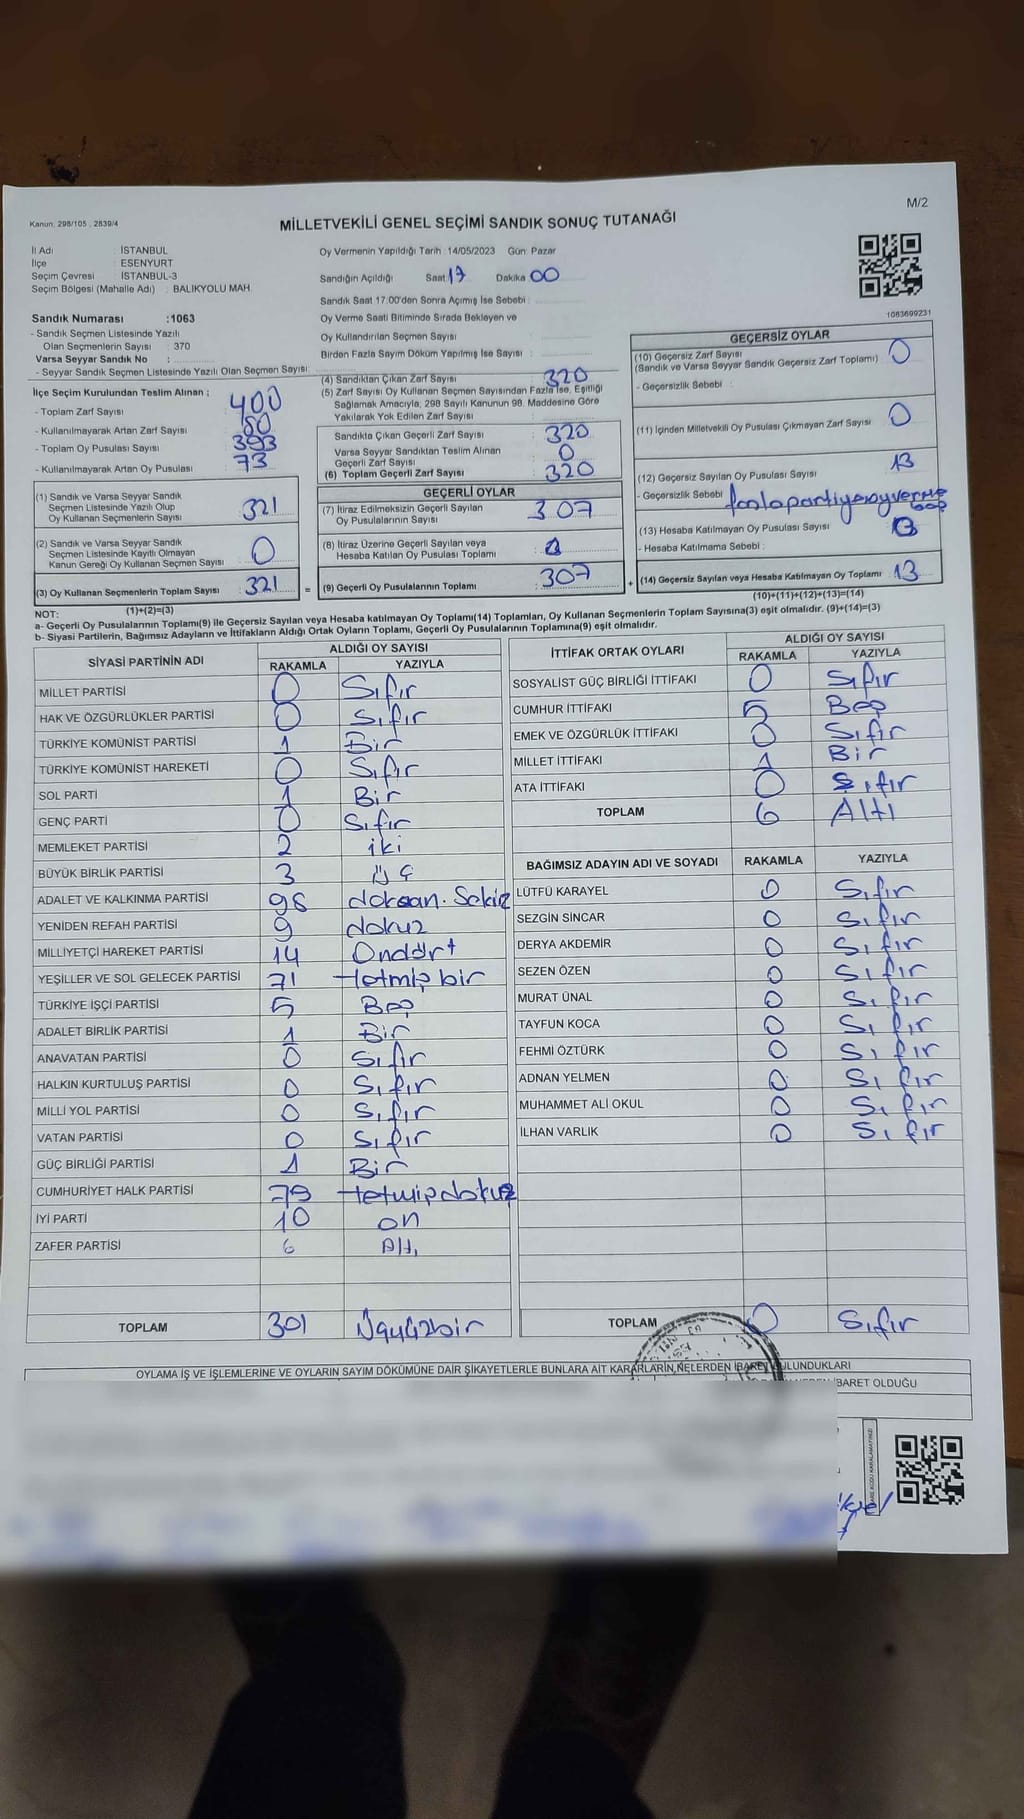 M/2
Kanun: 298/105 , 2839/4
MİLLETVEKİLİ GENEL SEÇİMİ SANDIK SONUÇ TUTANAĞI
İl Adı : İSTANBUL
İlçe : ESENYURT
Seçim Çevresi : İSTANBUL-3
Seçim Bölgesi (Mahalle Adı) : BALIKYOLU MAH.
Oy Vermenin Yapıldığı Tarih : 14/05/2023 Gün: Pazar
Sandığın Açıldığı Saat 17 Dakika 00
Sandık Saat 17.00'den Sonra Açılmış İse Sebebi :
Sandık Numarası :1063
- Sandık Seçmen Listesinde Yazılı
Olan Seçmenlerin Sayısı : 370
Varsa Seyyar Sandık No :
- Seyyar Sandık Seçmen Listesinde Yazılı Olan Seçmen Sayısı:
Oy Verme Saati Bitiminde Sırada Bekleyen ve
Oy Kullandırılan Seçmen Sayısı :
Birden Fazla Sayım Döküm Yapılmış İse Sayısı :
1063699231
İlçe Seçim Kurulundan Teslim Alınan ;
- Toplam Zarf Sayısı : 400
- Kullanılmayarak Artan Zarf Sayısı : 80
- Toplam Oy Pusulası Sayısı : 393
- Kullanılmayarak Artan Oy Pusulası : 73
(4) Sandıktan Çıkan Zarf Sayısı : 320
(5) Zarf Sayısı Oy Kullanan Seçmen Sayısından Fazla İse, Eşitliği
Sağlamak Amacıyla, 298 Sayılı Kanunun 98. Maddesine Göre
Yakılarak Yok Edilen Zarf Sayısı :
Sandıkta Çıkan Geçerli Zarf Sayısı : 320
Varsa Seyyar Sandıktan Teslim Alınan
Geçerli Zarf Sayısı : 0
(6) Toplam Geçerli Zarf Sayısı : 320
GEÇERSİZ OYLAR
(10) Geçersiz Zarf Sayısı : 0
(Sandık ve Varsa Seyyar Sandık Geçersiz Zarf Toplamı)
- Geçersizlik Sebebi :
(11) İçinden Milletvekili Oy Pusulası Çıkmayan Zarf Sayısı : 0
(12) Geçersiz Sayılan Oy Pusulası Sayısı : 13
- Geçersizlik Sebebi : fazla partiye oy verme
(13) Hesaba Katılmayan Oy Pusulası Sayısı :
- Hesaba Katılmama Sebebi :
(14) Geçersiz Sayılan veya Hesaba Katılmayan Oy Toplamı : 13
(1) Sandık ve Varsa Seyyar Sandık
Seçmen Listesinde Yazılı Olup
Oy Kullanan Seçmenlerin Sayısı : 321
(2) Sandık ve Varsa Seyyar Sandık
Seçmen Listesinde Kayıtlı Olmayan
Kanun Gereği Oy Kullanan Seçmen Sayısı : 0
(3) Oy Kullanan Seçmenlerin Toplam Sayısı : 321
GEÇERLİ OYLAR
(7) İtiraz Edilmeksizin Geçerli Sayılan
Oy Pusulalarının Sayısı : 307
(8) İtiraz Üzerine Geçerli Sayılan veya
Hesaba Katılan Oy Pusulası Toplamı :
= (9) Geçerli Oy Pusulalarının Toplamı : 307 +
NOT: (1)+(2)=(3)
(10)+(11)+(12)+(13)=(14)
a- Geçerli Oy Pusulalarının Toplamı(9) ile Geçersiz Sayılan veya Hesaba katılmayan Oy Toplamı(14) Toplamları, Oy Kullanan Seçmenlerin Toplam Sayısına(3) eşit olmalıdır. (9)+(14)=(3)
b- Siyasi Partilerin, Bağımsız Adayların ve İttifakların Aldığı Ortak Oyların Toplamı, Geçerli Oy Pusulalarının Toplamına(9) eşit olmalıdır.
SİYASİ PARTİNİN ADI ALDIĞI OY SAYISI
RAKAMLA YAZIYLA
MİLLET PARTİSİ 0 Sıfır
HAK VE ÖZGÜRLÜKLER PARTİSİ 0 Sıfır
TÜRKİYE KOMÜNİST PARTİSİ 1 Bir
TÜRKİYE KOMÜNİST HAREKETİ 0 Sıfır
SOL PARTİ 1 Bir
GENÇ PARTİ 0 Sıfır
MEMLEKET PARTİSİ 2 iki
BÜYÜK BİRLİK PARTİSİ 3 üç
ADALET VE KALKINMA PARTİSİ 98 doksan. Sekiz
YENİDEN REFAH PARTİSİ 9 dokuz
MİLLİYETÇİ HAREKET PARTİSİ 14 Ondört
YEŞİLLER VE SOL GELECEK PARTİSİ 71 Yetmiş bir
TÜRKİYE İŞÇİ PARTİSİ 5 Beş
ADALET BİRLİK PARTİSİ 1 Bir
ANAVATAN PARTİSİ 0 Sıfır
HALKIN KURTULUŞ PARTİSİ 0 Sıfır
MİLLİ YOL PARTİSİ 0 Sıfır
VATAN PARTİSİ 0 Sıfır
GÜÇ BİRLİĞİ PARTİSİ 1 Bir
CUMHURİYET HALK PARTİSİ 79 Yetmiş dokuz
İYİ PARTİ 10 on
ZAFER PARTİSİ 6 Altı
TOPLAM 301 Üçyüzbir
İTTİFAK ORTAK OYLARI ALDIĞI OY SAYISI
RAKAMLA YAZIYLA
SOSYALİST GÜÇ BİRLİĞİ İTTİFAKI 0 Sıfır
CUMHUR İTTİFAKI 5 Beş
EMEK VE ÖZGÜRLÜK İTTİFAKI 0 Sıfır
MİLLET İTTİFAKI 1 Bir
ATA İTTİFAKI 0 Sıfır
TOPLAM 6 Altı
BAĞIMSIZ ADAYIN ADI VE SOYADI RAKAMLA YAZIYLA
LÜTFÜ KARAYEL 0 Sıfır
SEZGİN SİNCAR 0 Sıfır
DERYA AKDEMİR 0 Sıfır
SEZEN ÖZEN 0 Sıfır
MURAT ÜNAL 0 Sıfır
TAYFUN KOCA 0 Sıfır
FEHMİ ÖZTÜRK 0 Sıfır
ADNAN YELMEN 0 Sıfır
MUHAMMET ALİ OKUL 0 Sıfır
İLHAN VARLIK 0 Sıfır
TOPLAM 0 Sıfır
OYLAMA İŞ VE İŞLEMLERİNE VE OYLARIN SAYIM DÖKÜMÜNE DAİR ŞİKAYETLERLE BUNLARA AİT KARARLARIN NELERDEN İBARET BULUNDUKLARI
İBARET OLDUĞU